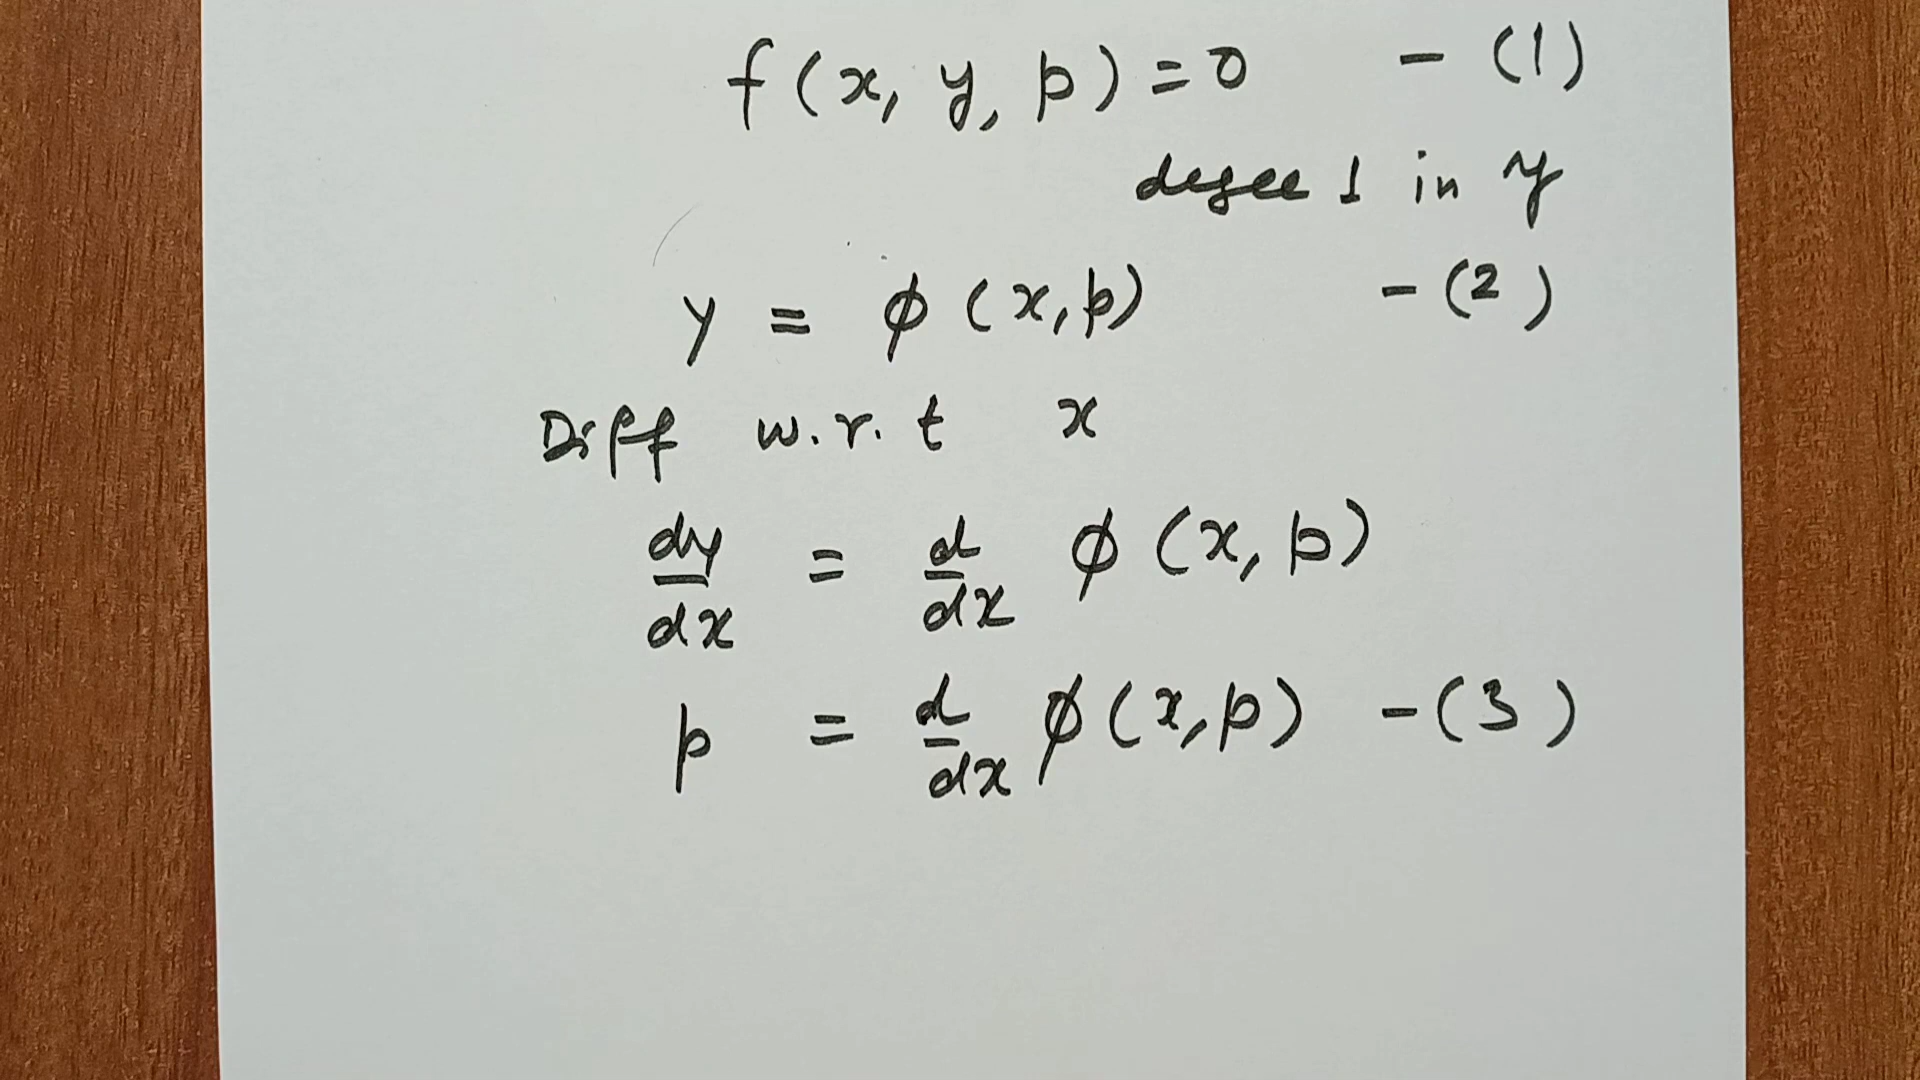 f(x, y, p) = 0 - (1)
degee 1 in y
y = φ(x,p) - (2)
Diff w.r.t x
dy/dx = d/dx φ(x,p)
p = d/dx φ(x,p) - (3)